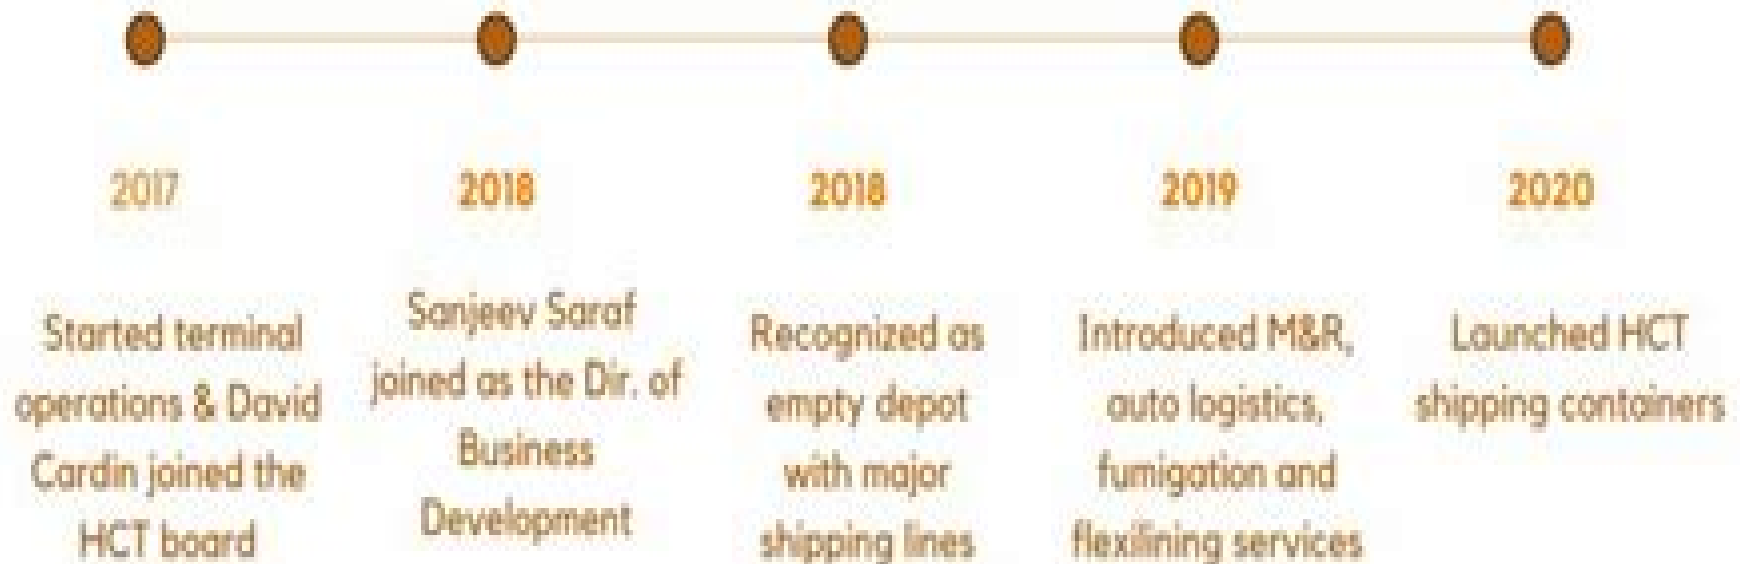 2017
Started terminal
operations & David
Cardin joined the
HCT board
2018
Sanjeev Saraf
joined as the Dir. of
Business
Development
2018
Recognized as
empty depot
with major
shipping lines
2019
Introduced M&R,
auto logistics,
fumigation and
flexilining services
2020
Launched HCT
shipping containers